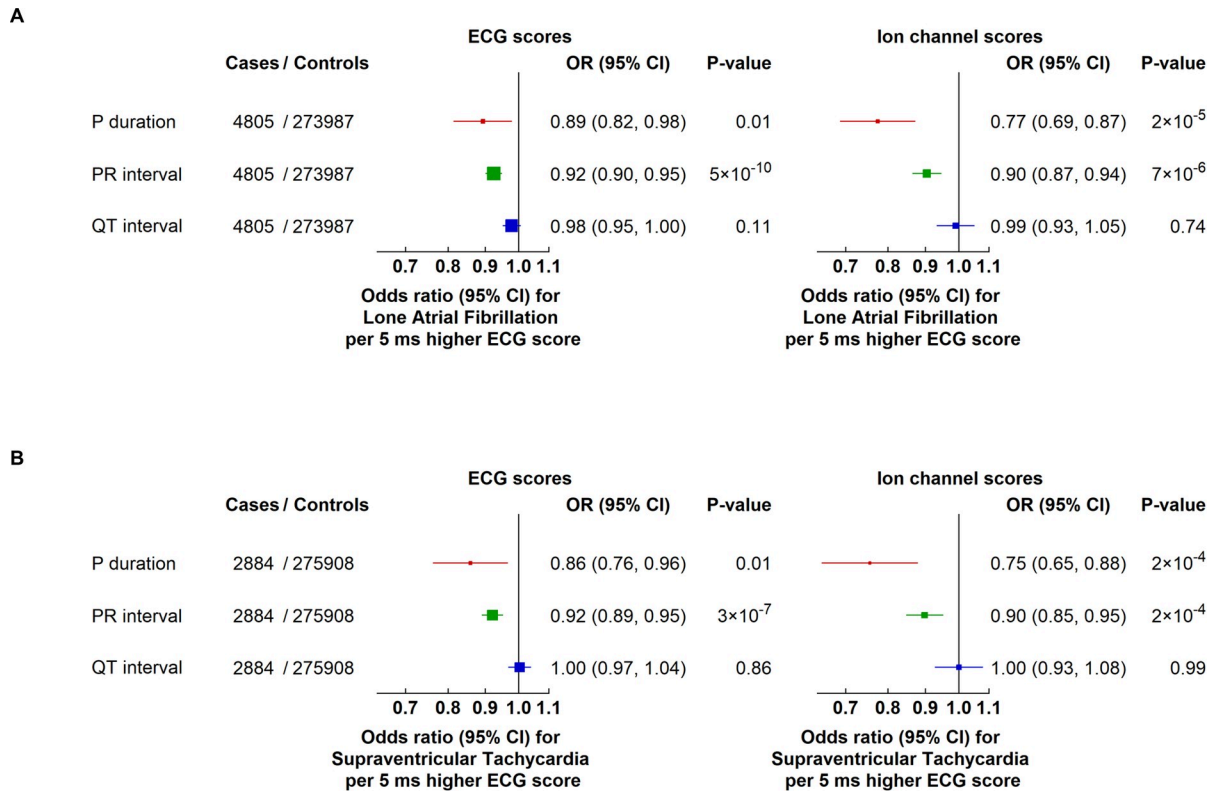 A
ECG scores Ion channel scores
Cases / Controls OR (95% CI) P-value OR (95% CI) P-value
P duration 4805 / 273987 0.89 (0.82, 0.98) 0.01 0.77 (0.69, 0.87) 2×10⁻⁵
PR interval 4805 / 273987 0.92 (0.90, 0.95) 5×10⁻¹⁰ 0.90 (0.87, 0.94) 7×10⁻⁶
QT interval 4805 / 273987 0.98 (0.95, 1.00) 0.11 0.99 (0.93, 1.05) 0.74
0.7 0.8 0.9 1.0 1.1 0.7 0.8 0.9 1.0 1.1
Odds ratio (95% CI) for Odds ratio (95% CI) for
Lone Atrial Fibrillation Lone Atrial Fibrillation
per 5 ms higher ECG score per 5 ms higher ECG score
B
ECG scores Ion channel scores
Cases / Controls OR (95% CI) P-value OR (95% CI) P-value
P duration 2884 / 275908 0.86 (0.76, 0.96) 0.01 0.75 (0.65, 0.88) 2×10⁻⁴
PR interval 2884 / 275908 0.92 (0.89, 0.95) 3×10⁻⁷ 0.90 (0.85, 0.95) 2×10⁻⁴
QT interval 2884 / 275908 1.00 (0.97, 1.04) 0.86 1.00 (0.93, 1.08) 0.99
0.7 0.8 0.9 1.0 1.1 0.7 0.8 0.9 1.0 1.1
Odds ratio (95% CI) for Odds ratio (95% CI) for
Supraventricular Tachycardia Supraventricular Tachycardia
per 5 ms higher ECG score per 5 ms higher ECG score